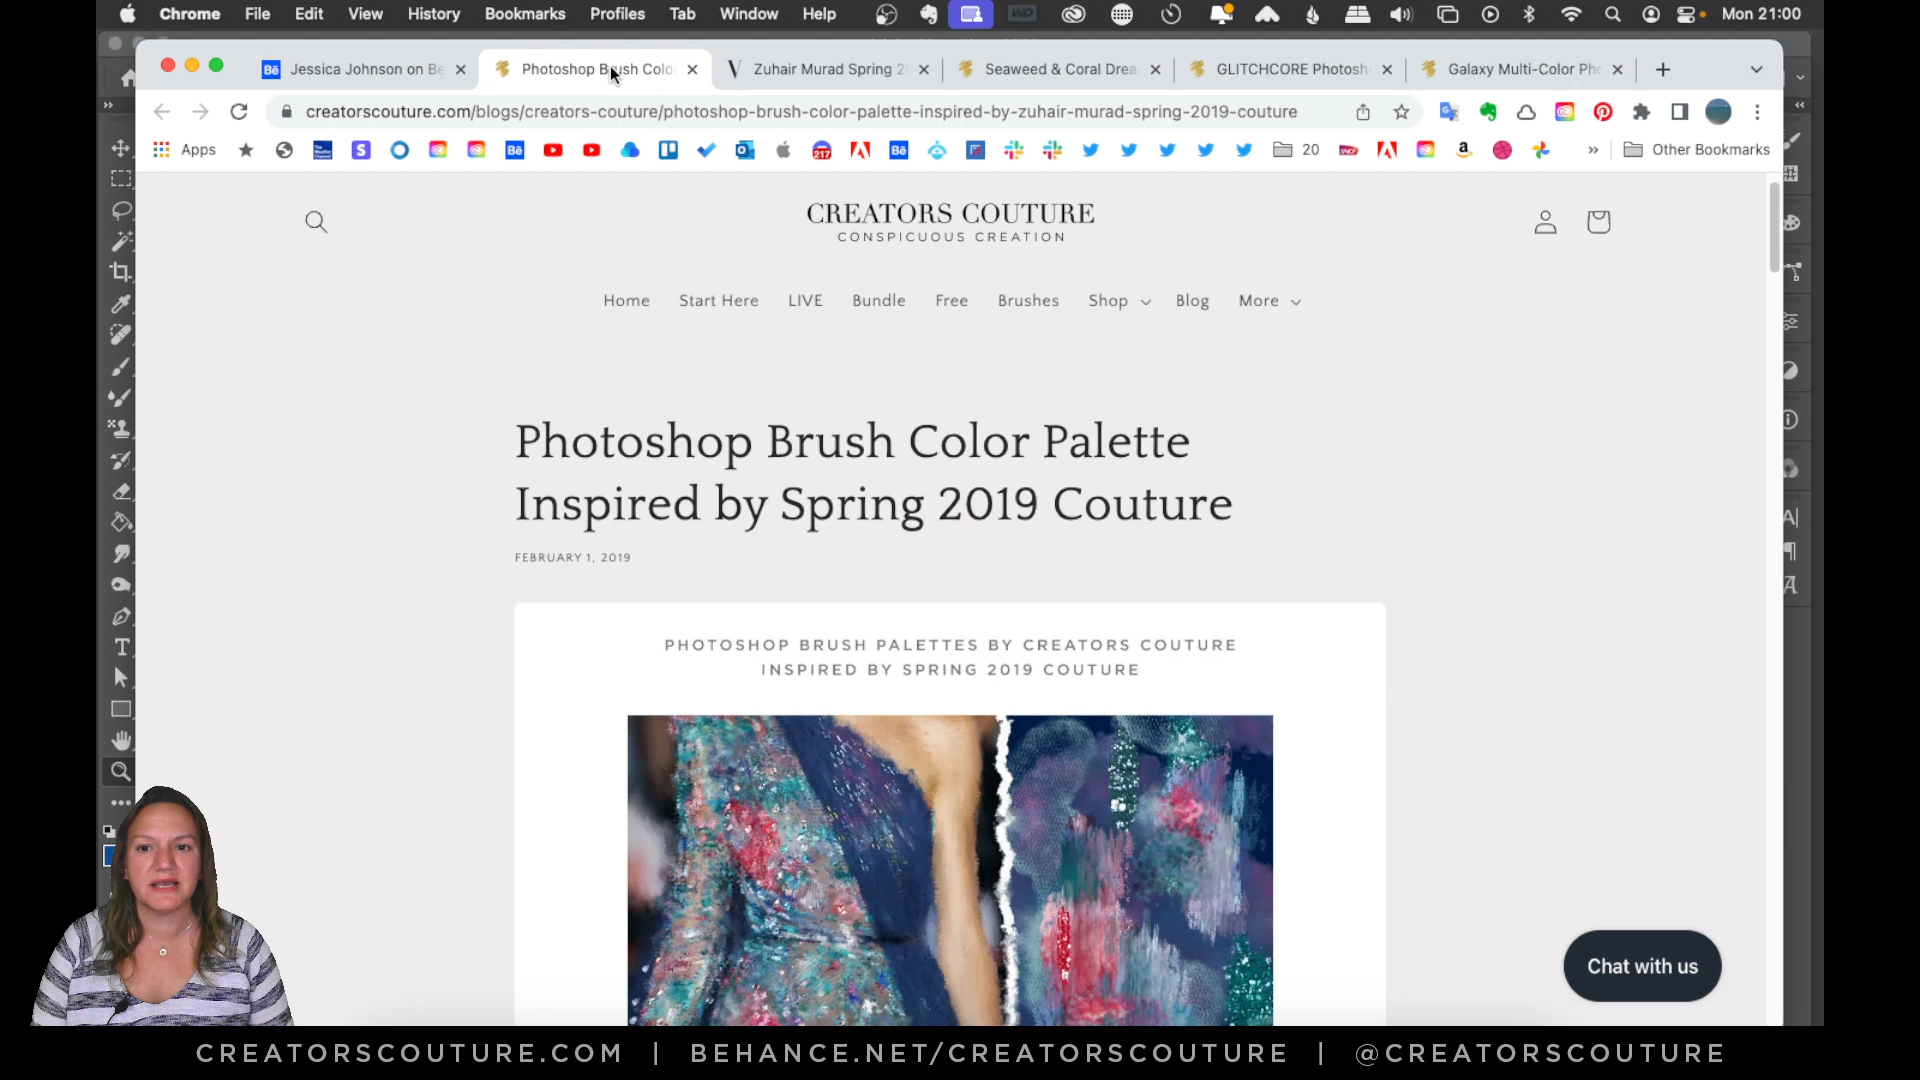 Chrome File Edit View History Bookmarks Profiles Tab Window Help Mon 21:00
Jessica Johnson on Be Photoshop Brush Color Zuhair Murad Spring 2 Seaweed & Coral Drea GLITCHCORE Photosh Galaxy Multi-Color Pho
creatorscouture.com/blogs/creators-couture/photoshop-brush-color-palette-inspired-by-zuhair-murad-spring-2019-couture
Apps 20 Other Bookmarks
CREATORS COUTURE
CONSPICUOUS CREATION
Home Start Here LIVE Bundle Free Brushes Shop Blog More
Photoshop Brush Color Palette
Inspired by Spring 2019 Couture
FEBRUARY 1, 2019
PHOTOSHOP BRUSH PALETTES BY CREATORS COUTURE
INSPIRED BY SPRING 2019 COUTURE
Chat with us
CREATORSCOUTURE.COM | BEHANCE.NET/CREATORSCOUTURE | @CREATORSCOUTURE